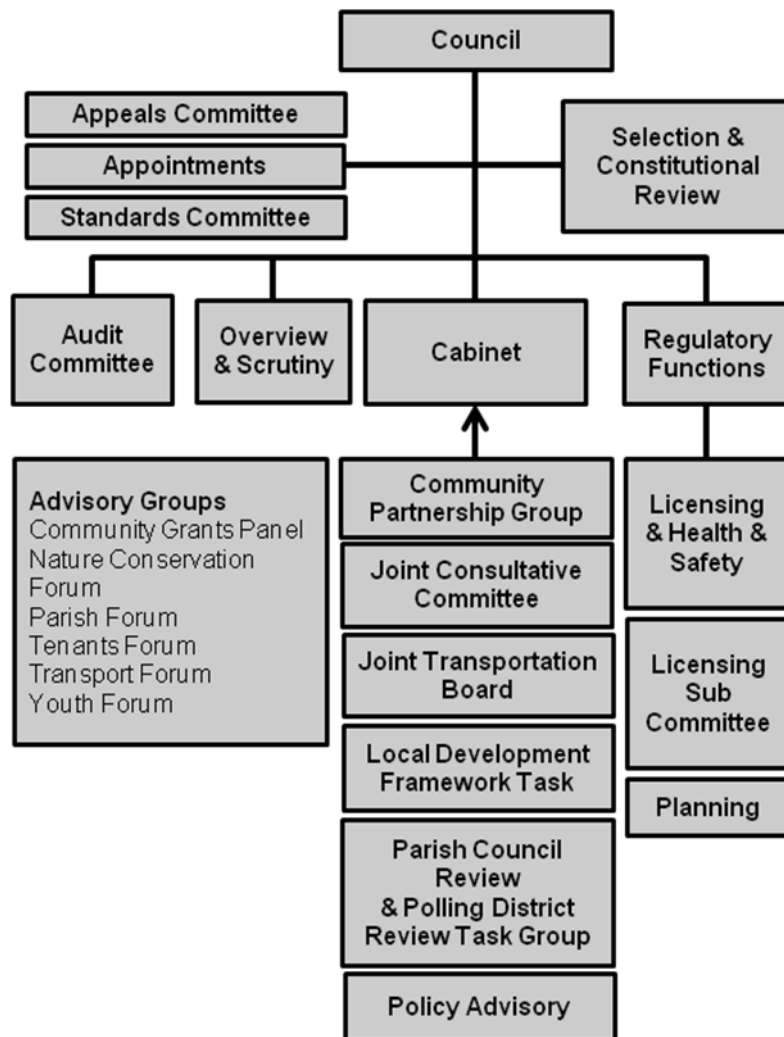 Council
Appeals Committee
Appointments
Standards Committee
Selection &
Constitutional
Review
Audit
Committee
Overview
& Scrutiny
Cabinet
Regulatory
Functions
Advisory Groups
Community Grants Panel
Nature Conservation
Forum
Parish Forum
Tenants Forum
Transport Forum
Youth Forum
Community
Partnership Group
Joint Consultative
Committee
Joint Transportation
Board
Local Development
Framework Task
Parish Council
Review
& Polling District
Review Task Group
Policy Advisory
Licensing
& Health &
Safety
Licensing
Sub
Committee
Planning